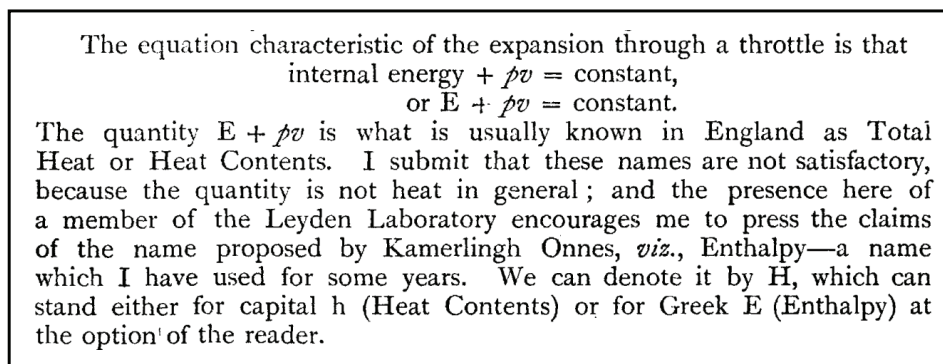 The equation characteristic of the expansion through a throttle is that
internal energy + pv = constant,
or E + pv = constant.
The quantity E + pv is what is usually known in England as Total
Heat or Heat Contents. I submit that these names are not satisfactory,
because the quantity is not heat in general; and the presence here of
a member of the Leyden Laboratory encourages me to press the claims
of the name proposed by Kamerlingh Onnes, viz., Enthalpy—a name
which I have used for some years. We can denote it by H, which can
stand either for capital h (Heat Contents) or for Greek E (Enthalpy) at
the option of the reader.